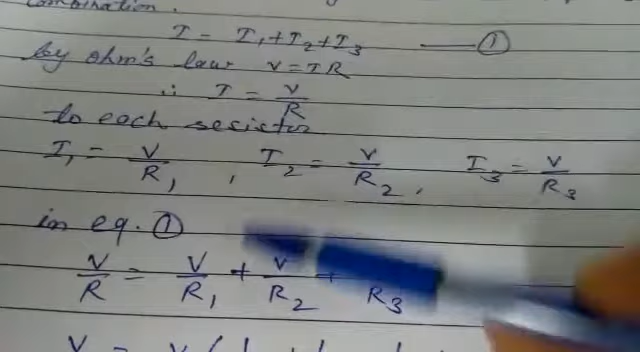 combination.
I = I₁+I₂+I₃ —— ①
by ohm's law V=IR
∴ I = V/R
to each resistor
I₁ = V/R₁ , I₂ = V/R₂ , I₃ = V/R₃
in eq. ①
V/R = V/R₁ + V/R₂ + R₃